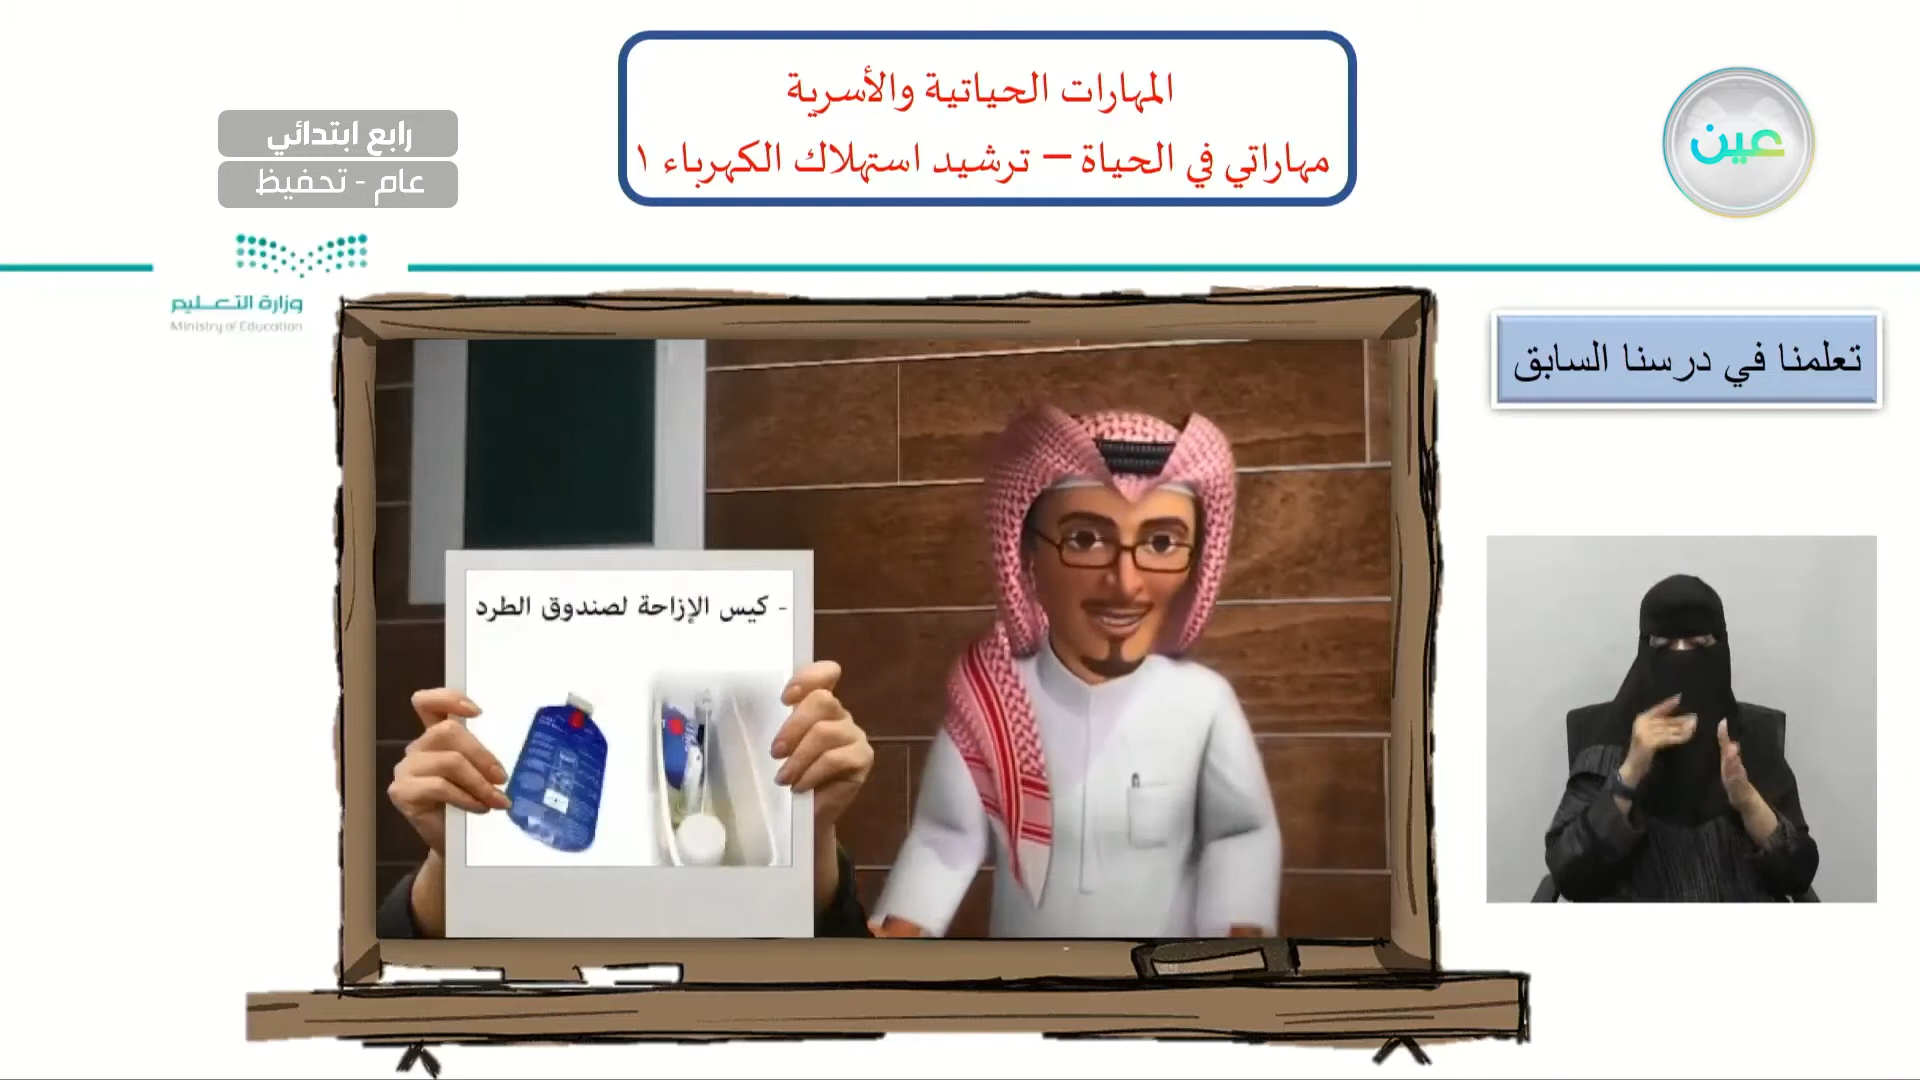 المهارات الحياتية والأسرية
مهاراتي في الحياة – ترشيد استهلاك الكهرباء ١
عين
رابع ابتدائي
عام - تحفيظ
وزارة التعليم
Ministry of Education
تعلمنا في درسنا السابق
- كيس الإزاحة لصندوق الطرد